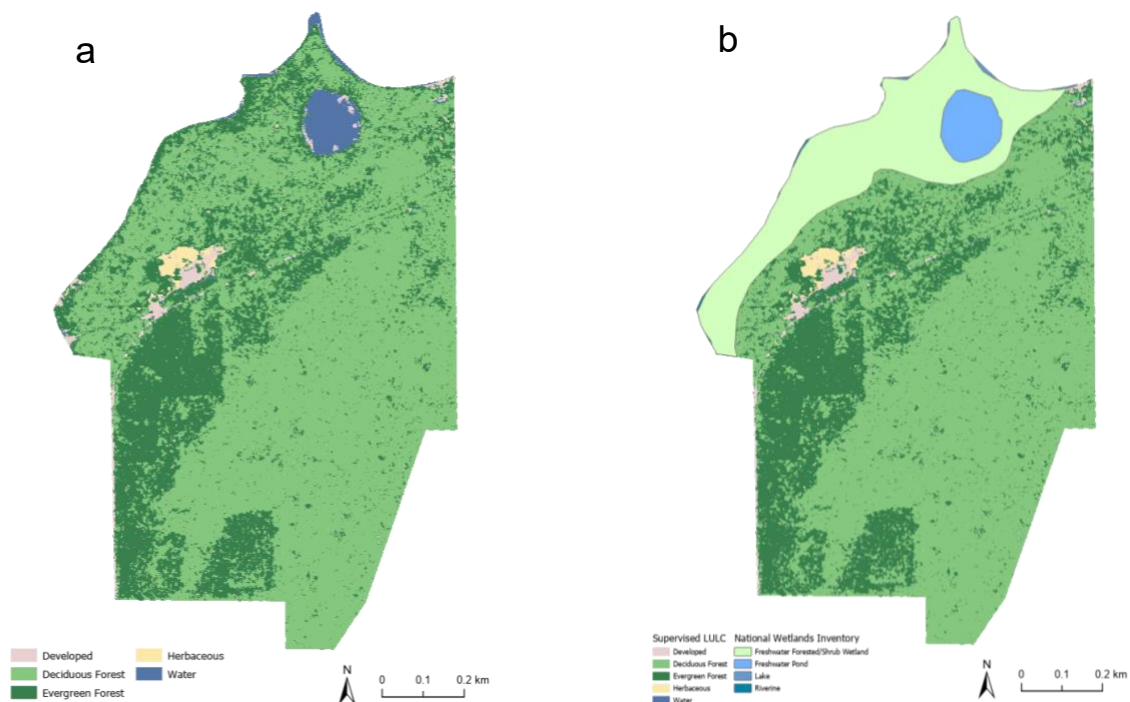 a
b
Developed
Deciduous Forest
Evergreen Forest
Herbaceous
Water
N
0 0.1 0.2 km
Supervised LULC
Developed
Deciduous Forest
Evergreen Forest
Herbaceous
Water
National Wetlands Inventory
Freshwater Forested/Shrub Wetland
Freshwater Pond
Lake
Riverine
N
0 0.1 0.2 km